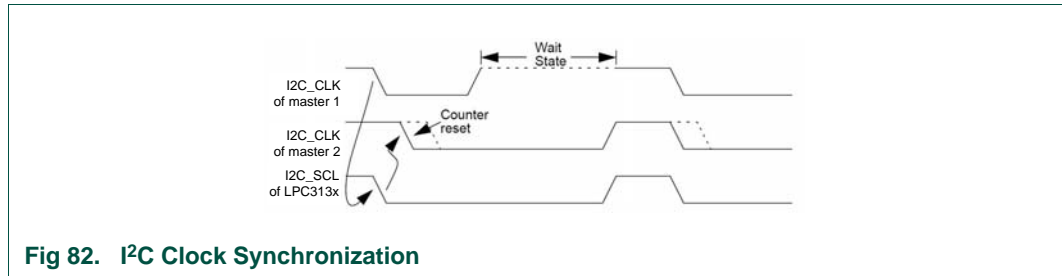 Wait
State
I2C_CLK
of master 1
Counter
reset
I2C_CLK
of master 2
I2C_SCL
of LPC313x
Fig 82. I2C Clock Synchronization